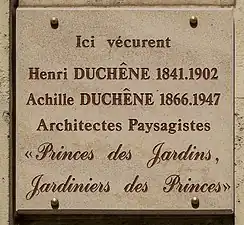 Ici vécurent
Henri DUCHÊNE 1841.1902
Achille DUCHÊNE 1866.1947
Architectes Paysagistes
«Princes des Jardins,
Jardiniers des Princes»